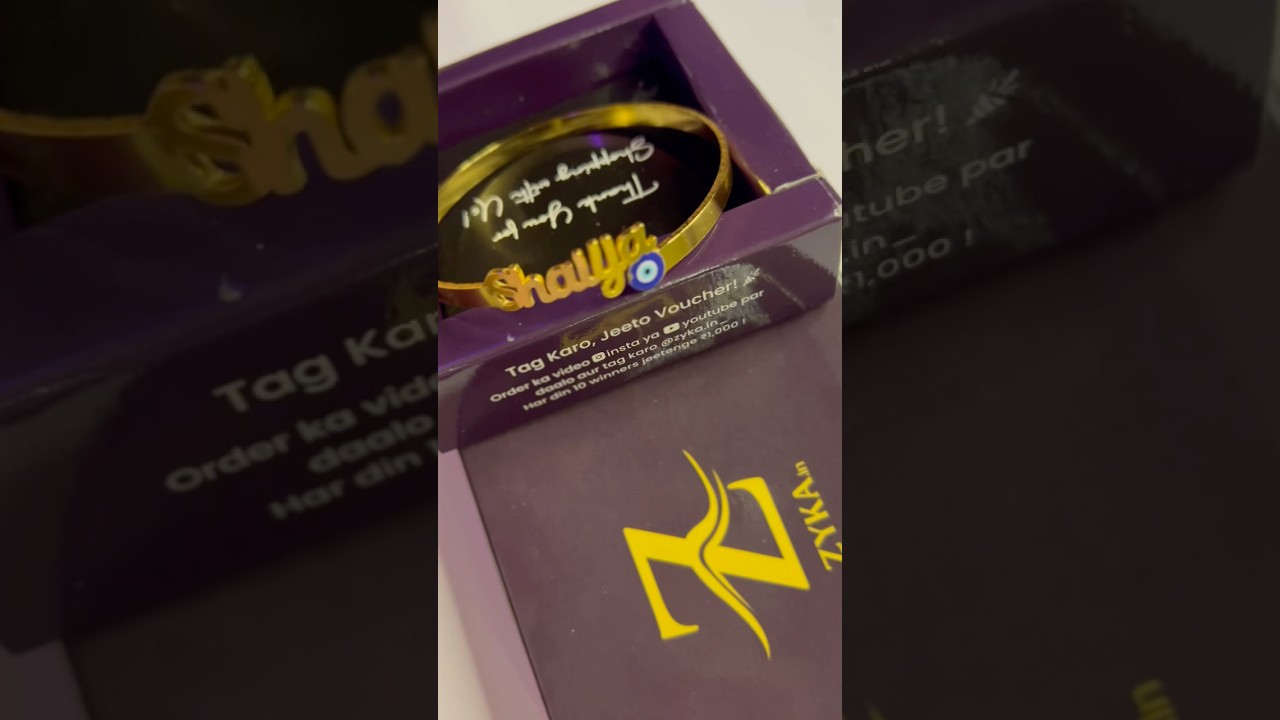 Thank You for
Shopping with Us!
Shaiya
Tag Karo, Jeeto Voucher!
Order ka video insta ya youtube par
daalo aur tag karo @zyka.in_
Har din 10 winners jeetenge ₹1,000 !
Z
ZYKA.in